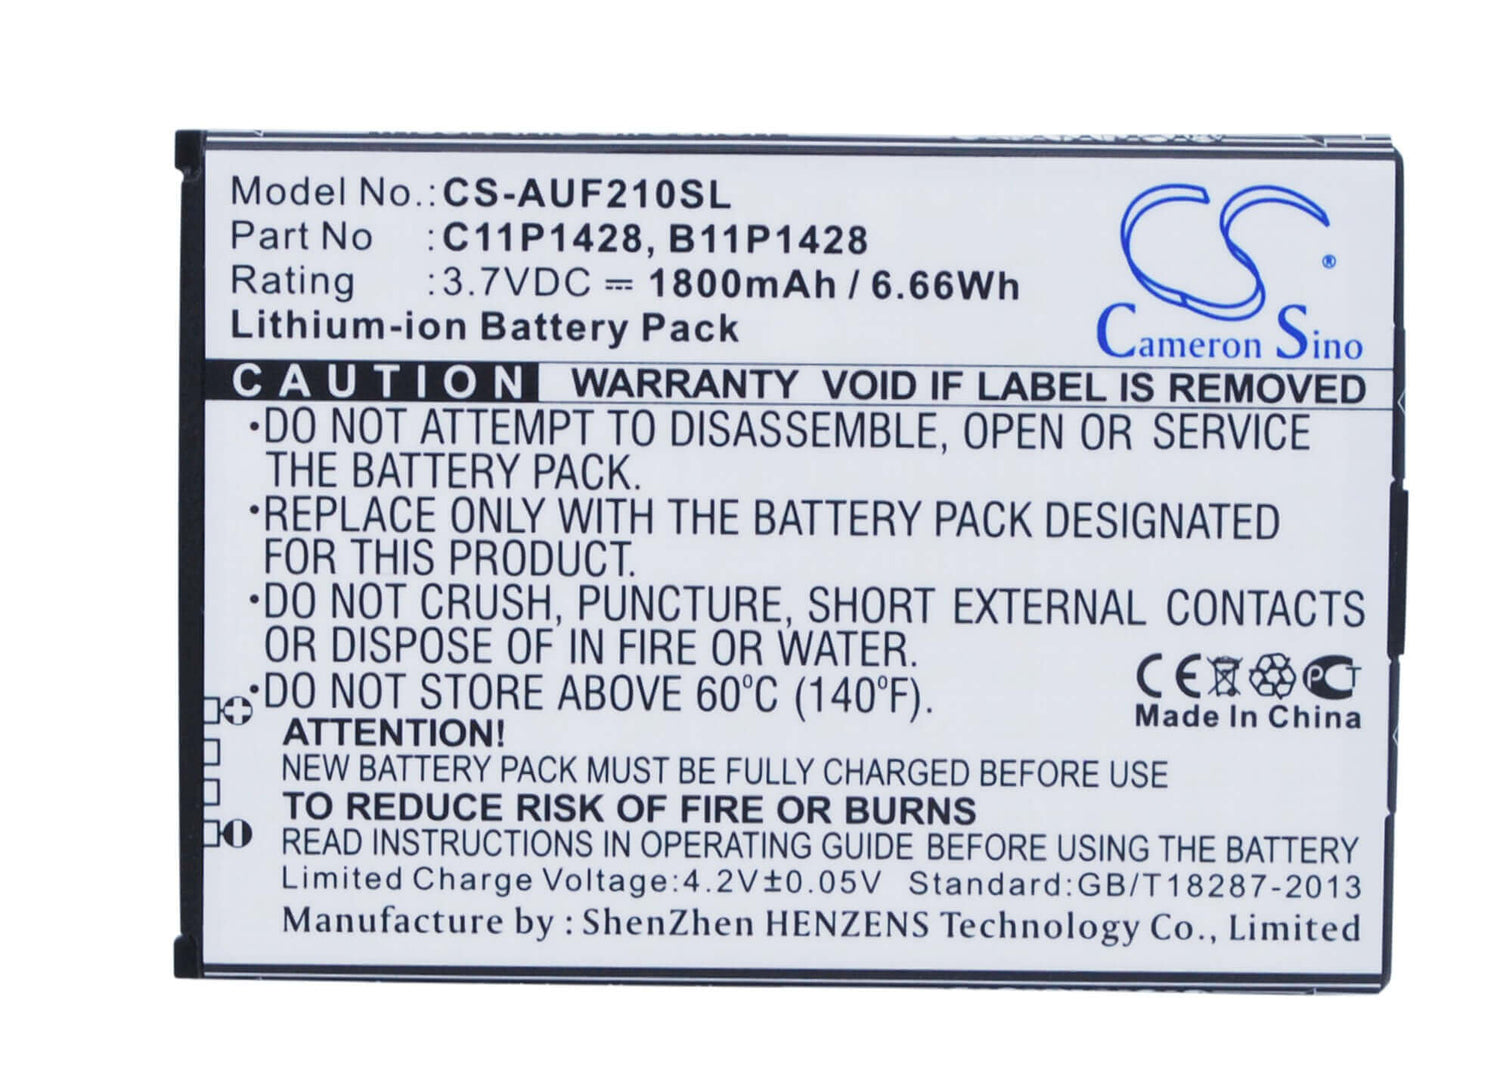 Model No.: CS-AUF210SL
Part No : C11P1428, B11P1428
Rating : 3.7VDC ⎓ 1800mAh / 6.66Wh
Lithium-ion Battery Pack
CS ®
Cameron Sino
CAUTION WARRANTY VOID IF LABEL IS REMOVED
•DO NOT ATTEMPT TO DISASSEMBLE, OPEN OR SERVICE
THE BATTERY PACK.
•REPLACE ONLY WITH THE BATTERY PACK DESIGNATED
FOR THIS PRODUCT.
•DO NOT CRUSH, PUNCTURE, SHORT EXTERNAL CONTACTS
OR DISPOSE OF IN FIRE OR WATER.
•DO NOT STORE ABOVE 60°C (140°F).
CE PCT
Made In China
ATTENTION!
NEW BATTERY PACK MUST BE FULLY CHARGED BEFORE USE
TO REDUCE RISK OF FIRE OR BURNS
READ INSTRUCTIONS IN OPERATING GUIDE BEFORE USING THE BATTERY
Limited Charge Voltage:4.2V±0.05V Standard:GB/T18287-2013
Manufacture by : ShenZhen HENZENS Technology Co., Limited